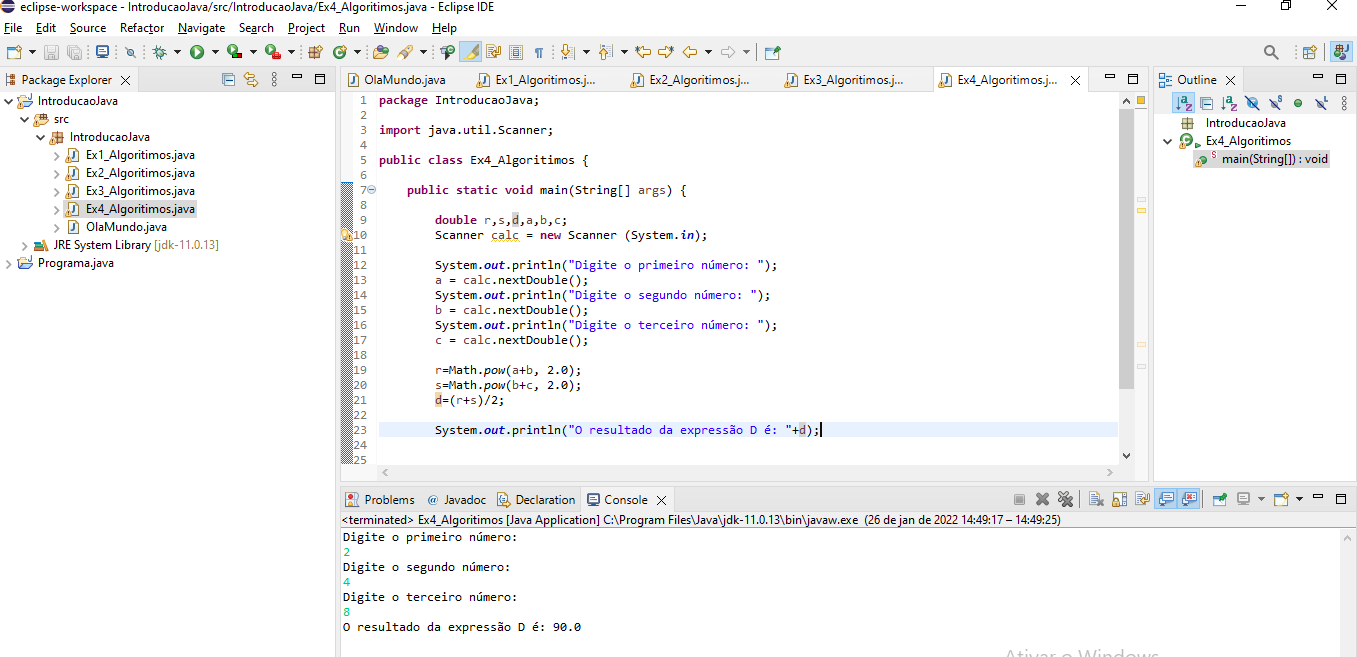 eclipse-workspace - IntroducaoJava/src/IntroducaoJava/Ex4_Algoritimos.java - Eclipse IDE
File Edit Source Refactor Navigate Search Project Run Window Help
Package Explorer
IntroducaoJava
src
IntroducaoJava
Ex1_Algoritimos.java
Ex2_Algoritimos.java
Ex3_Algoritimos.java
Ex4_Algoritimos.java
OlaMundo.java
JRE System Library [jdk-11.0.13]
Programa.java
OlaMundo.java Ex1_Algoritimos.j... Ex2_Algoritimos.j... Ex3_Algoritimos.j... Ex4_Algoritimos.j...
1 package IntroducaoJava;
2
3 import java.util.Scanner;
4
5 public class Ex4_Algoritimos {
6
7 public static void main(String[] args) {
8
9 double r,s,d,a,b,c;
10 Scanner calc = new Scanner (System.in);
11
12 System.out.println("Digite o primeiro número: ");
13 a = calc.nextDouble();
14 System.out.println("Digite o segundo número: ");
15 b = calc.nextDouble();
16 System.out.println("Digite o terceiro número: ");
17 c = calc.nextDouble();
18
19 r=Math.pow(a+b, 2.0);
20 s=Math.pow(b+c, 2.0);
21 d=(r+s)/2;
22
23 System.out.println("O resultado da expressão D é: "+d);
24
25
Outline
IntroducaoJava
Ex4_Algoritimos
main(String[]) : void
Problems @ Javadoc Declaration Console
<terminated> Ex4_Algoritimos [Java Application] C:\Program Files\Java\jdk-11.0.13\bin\javaw.exe (26 de jan de 2022 14:49:17 – 14:49:25)
Digite o primeiro número:
2
Digite o segundo número:
4
Digite o terceiro número:
8
O resultado da expressão D é: 90.0
Ativar o Windows